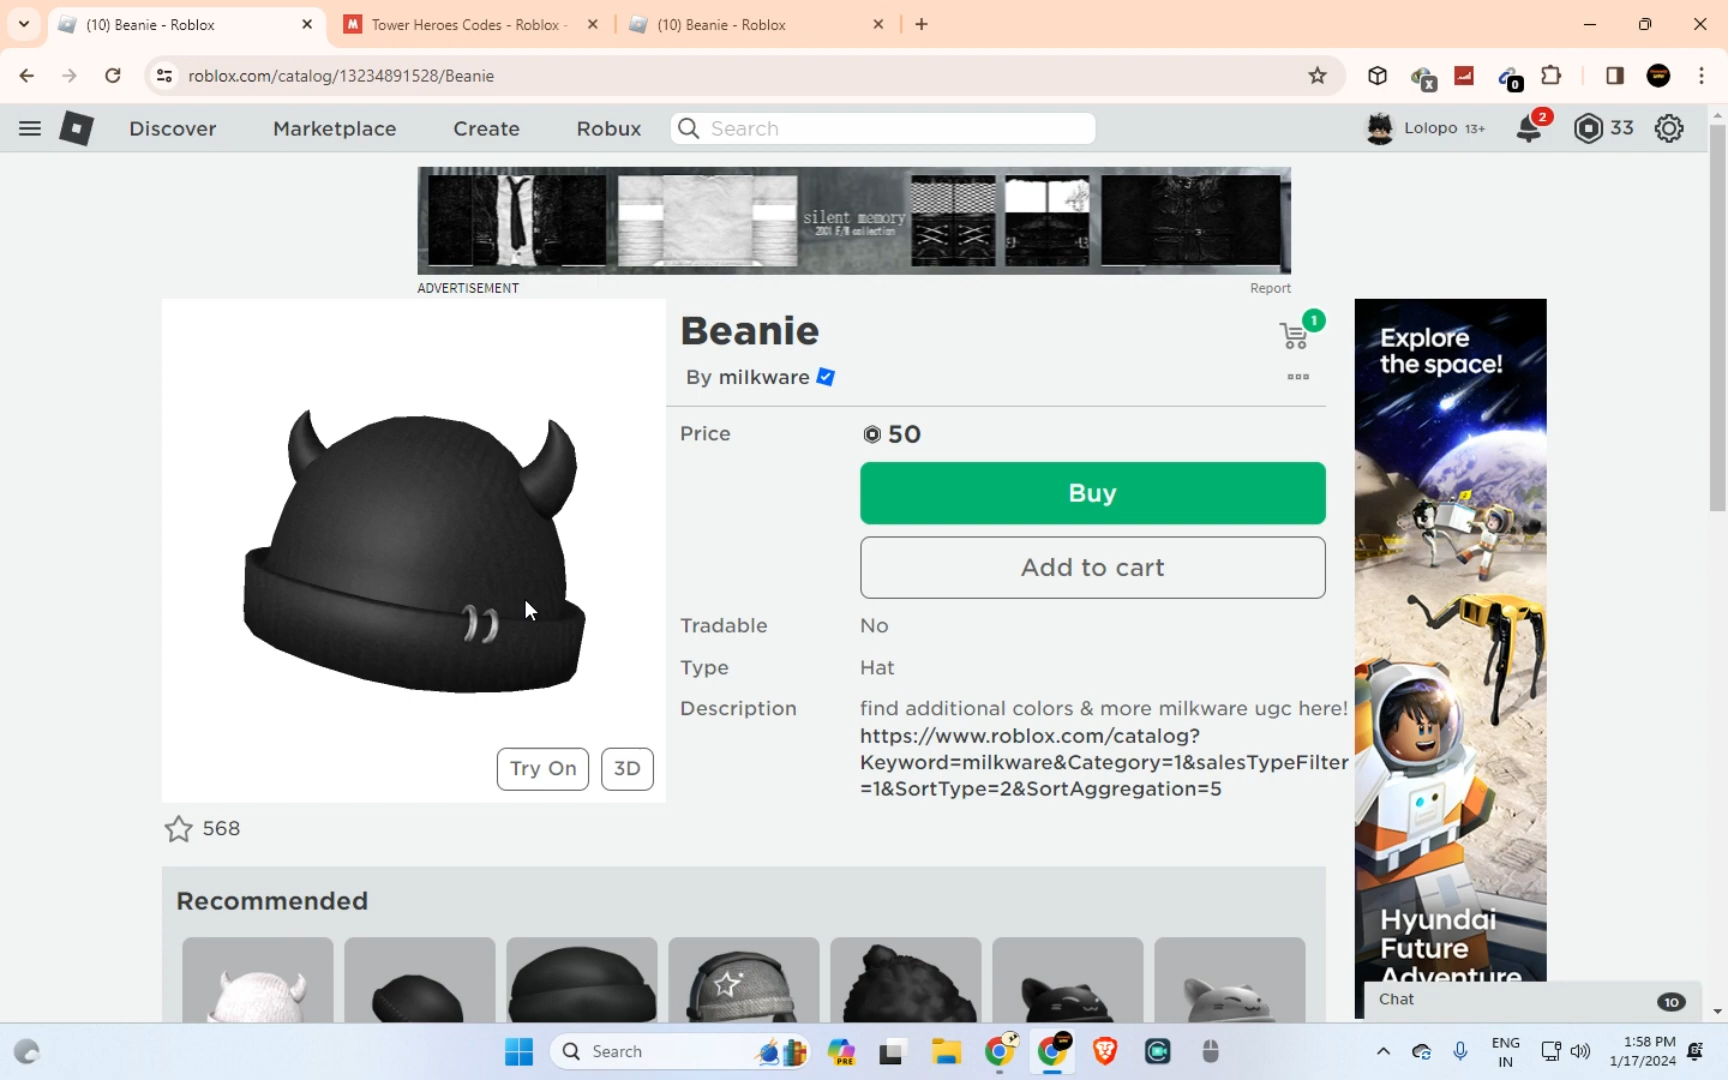 (10) Beanie - Roblox
Tower Heroes Codes - Roblox -
(10) Beanie - Roblox
roblox.com/catalog/13234891528/Beanie
x
0
Discover
Marketplace
Create
Robux
Search
Lolopo 13+
2
33
silent memory
2001 F/M collection
ADVERTISEMENT
Report
Beanie
1
By milkware
Price
50
Buy
Add to cart
Tradable
No
Type
Hat
Description
find additional colors & more milkware ugc here!
https://www.roblox.com/catalog?
Keyword=milkware&Category=1&salesTypeFilter
=1&SortType=2&SortAggregation=5
Try On
3D
568
Explore
the space!
Hyundai
Future
Adventure
Recommended
Chat
10
Search
PRE
ENG
IN
1:58 PM
1/17/2024